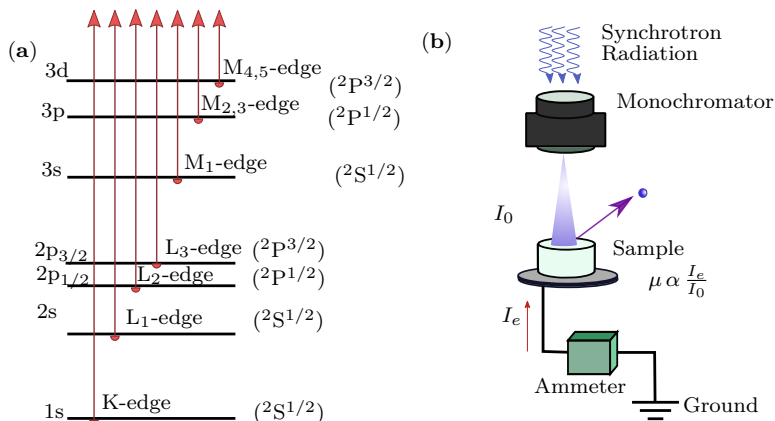 (a)
3d M₄,₅-edge (²P³/²)
3p M₂,₃-edge (²P¹/²)
3s M₁-edge (²S¹/²)
2p₃/₂ L₃-edge (²P³/²)
2p₁/₂ L₂-edge (²P¹/²)
2s L₁-edge (²S¹/²)
1s K-edge (²S¹/²)
(b)
Synchrotron
Radiation
Monochromator
I₀
Sample
μ α Iₑ/I₀
Iₑ
Ammeter
Ground